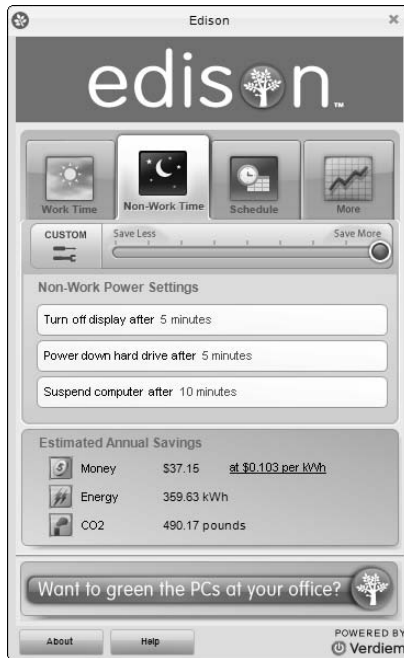 Edison
edison™
Work Time Non-Work Time Schedule More
CUSTOM Save Less Save More
Non-Work Power Settings
Turn off display after 5 minutes
Power down hard drive after 5 minutes
Suspend computer after 10 minutes
Estimated Annual Savings
Money $37.15 at $0.103 per kWh
Energy 359.63 kWh
CO2 490.17 pounds
Want to green the PCs at your office?
About Help POWERED BY
Verdiem